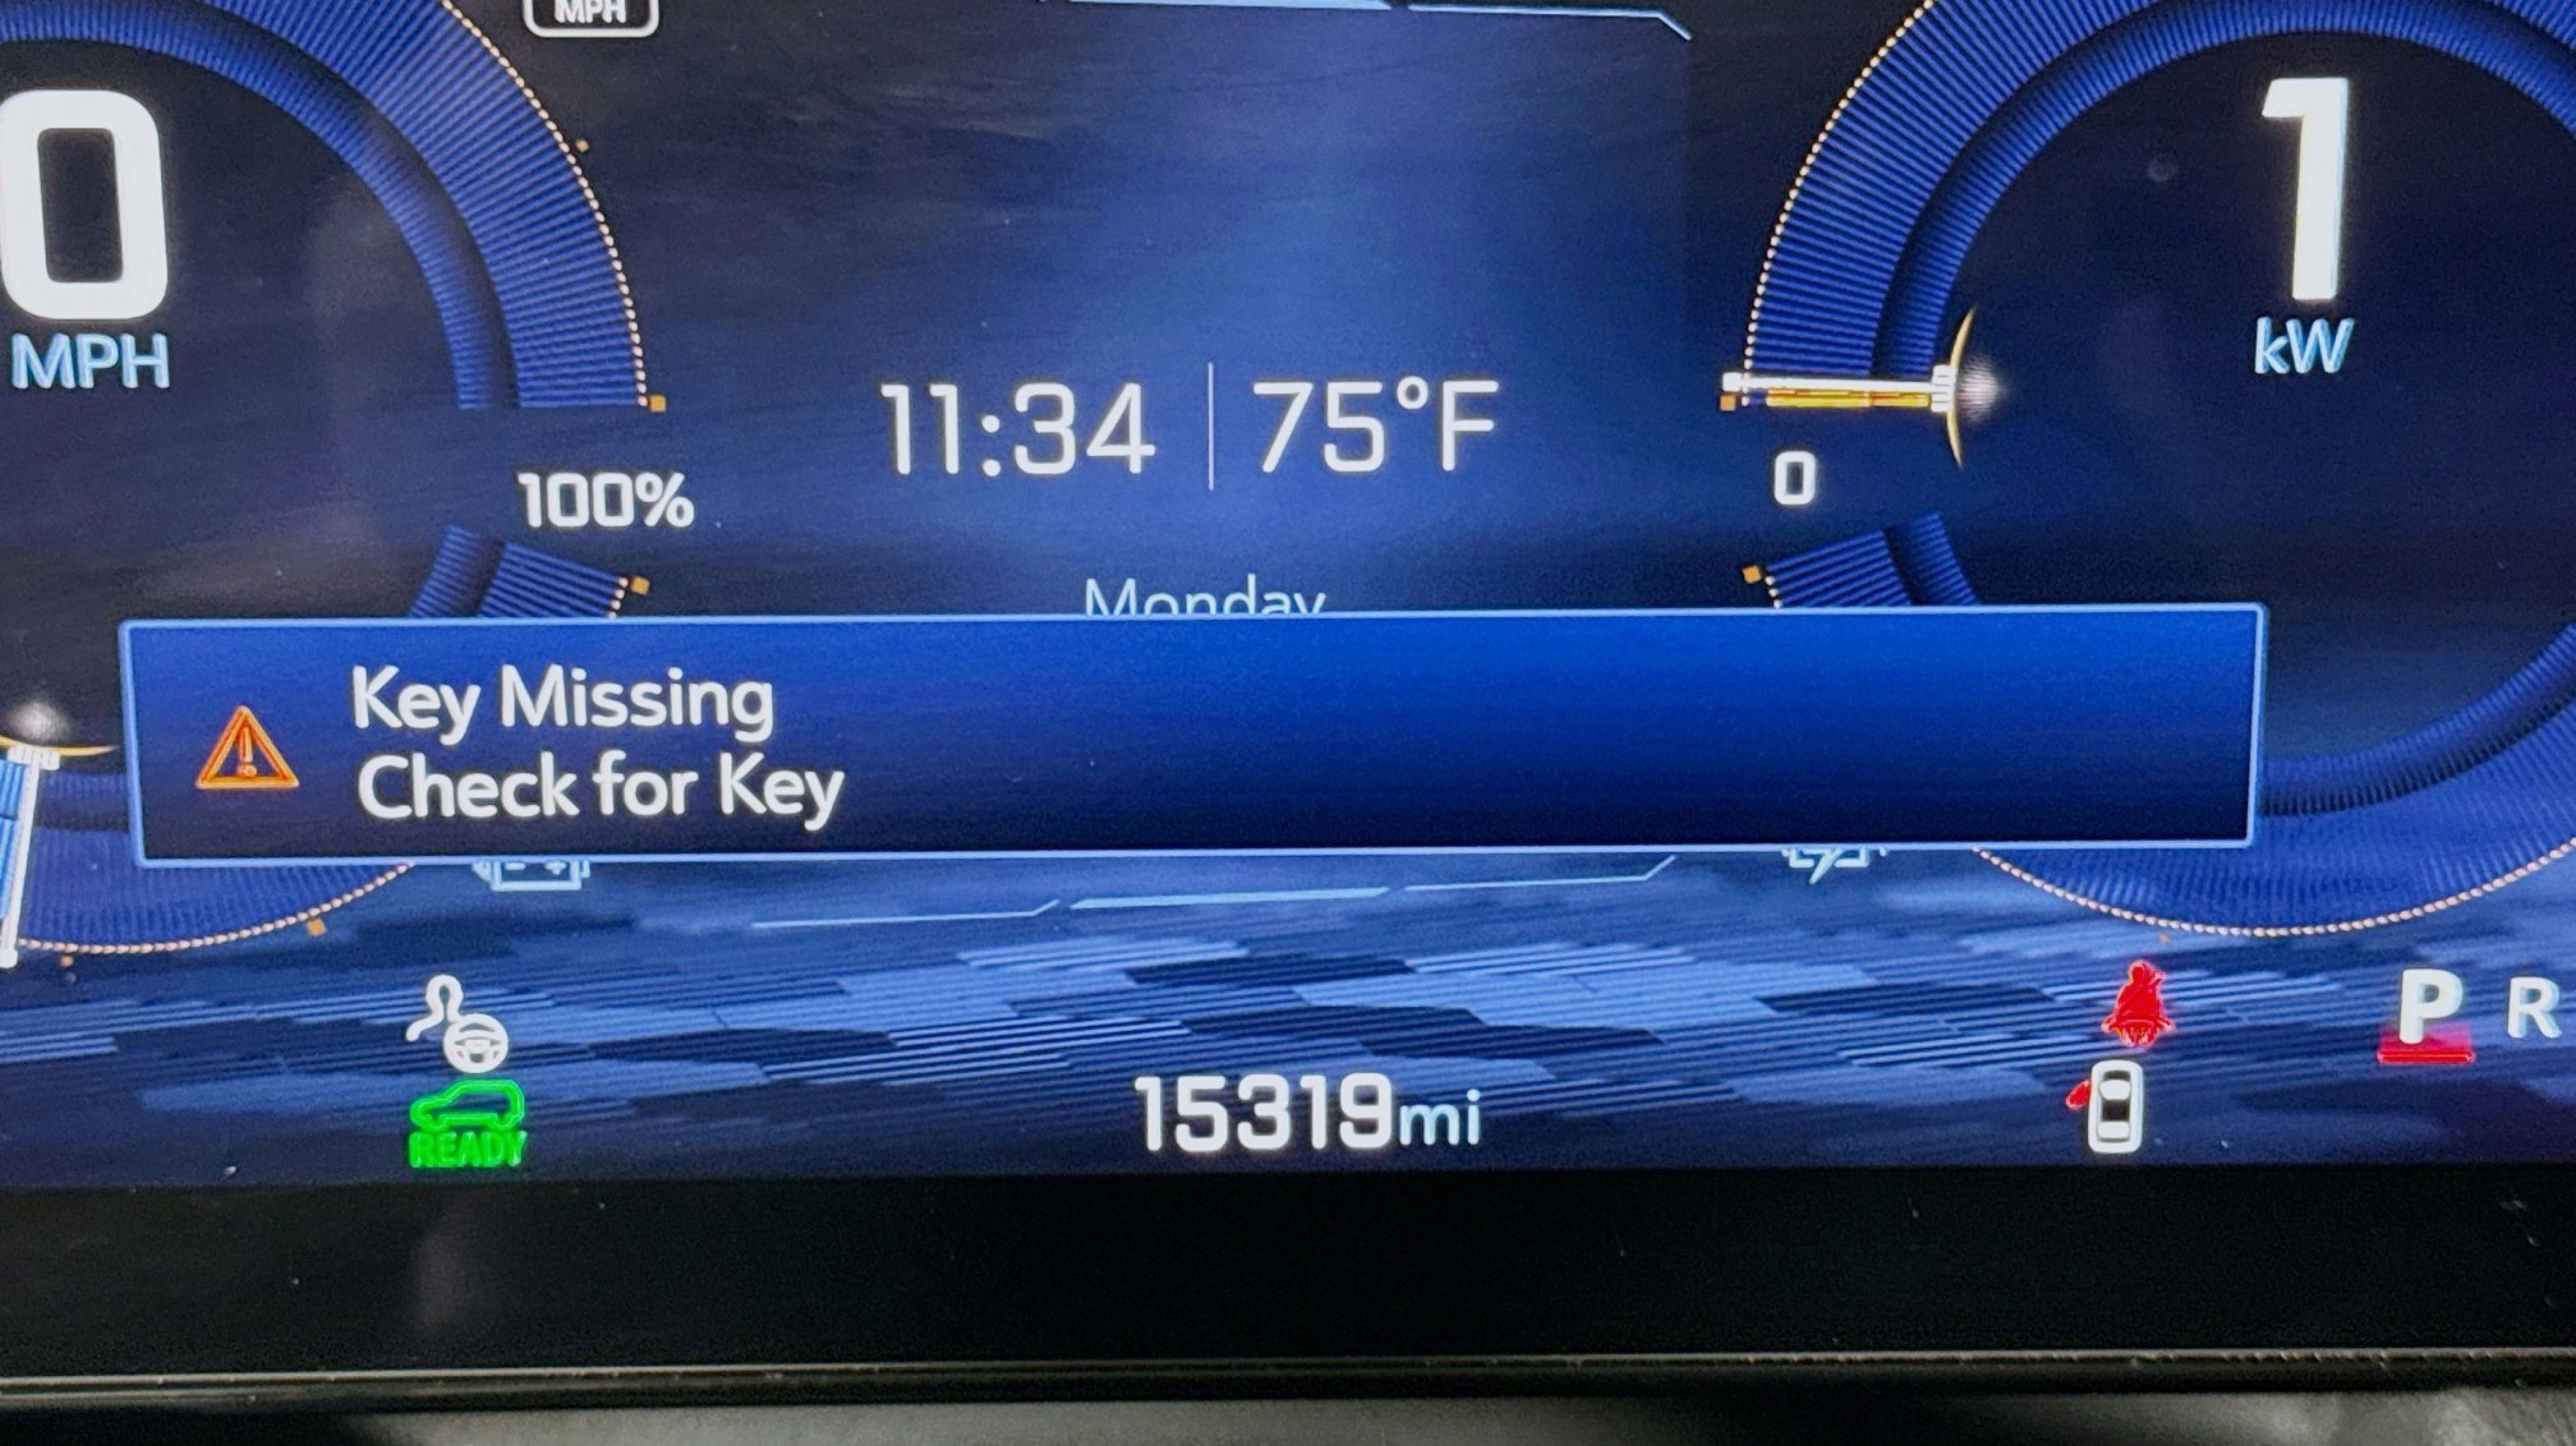 MPH
0
MPH
1
kW
11:34 75°F
100%
0
Monday
Key Missing
Check for Key
P R
READY
15319mi